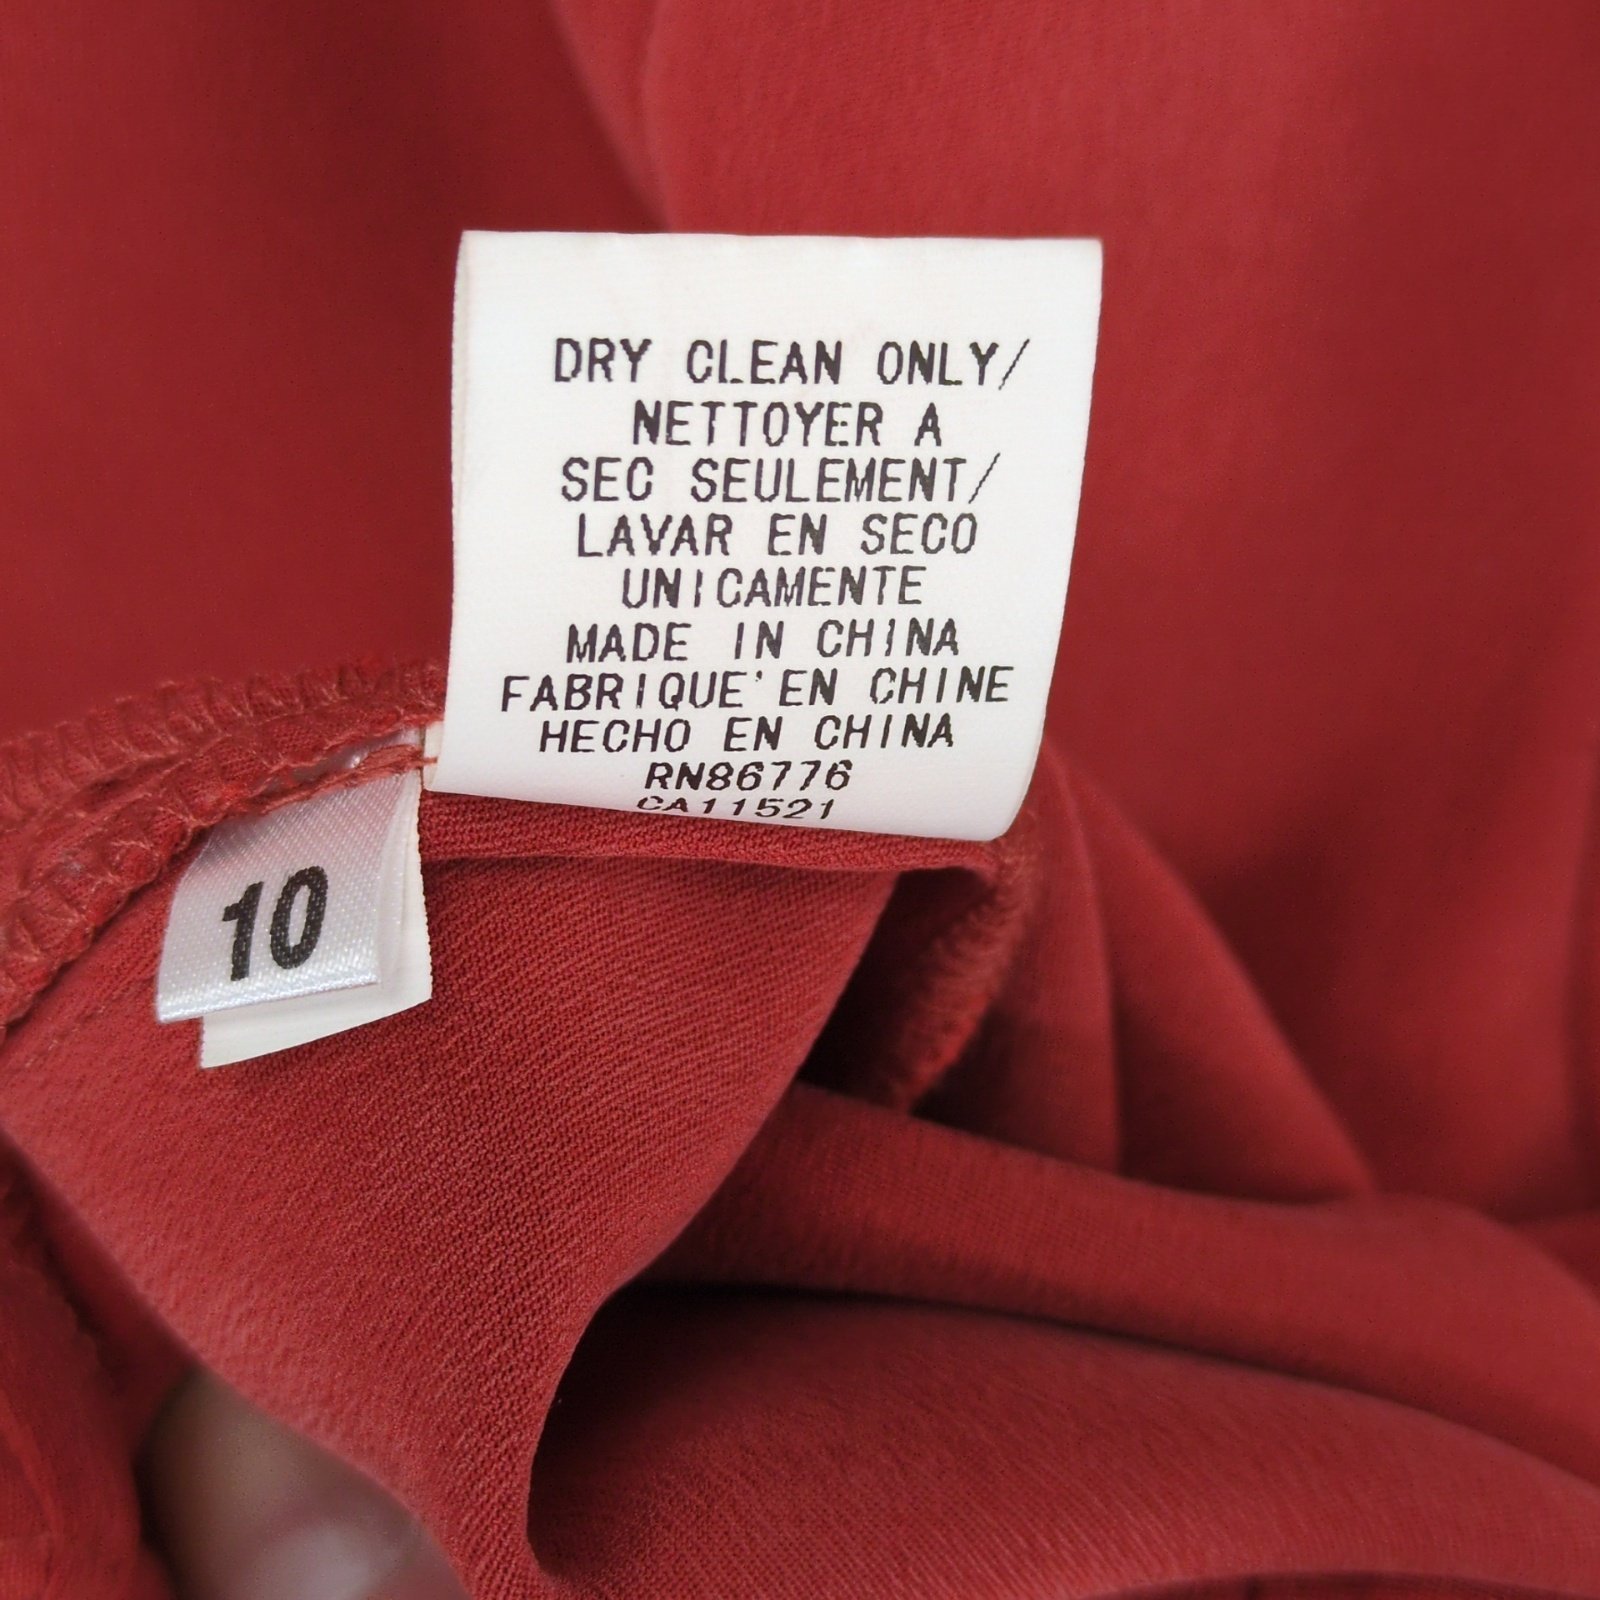 DRY CLEAN ONLY/
NETTOYER A
SEC SEULEMENT/
LAVAR EN SECO
UNICAMENTE
MADE IN CHINA
FABRIQUE' EN CHINE
HECHO EN CHINA
RN86776
CA11521
10